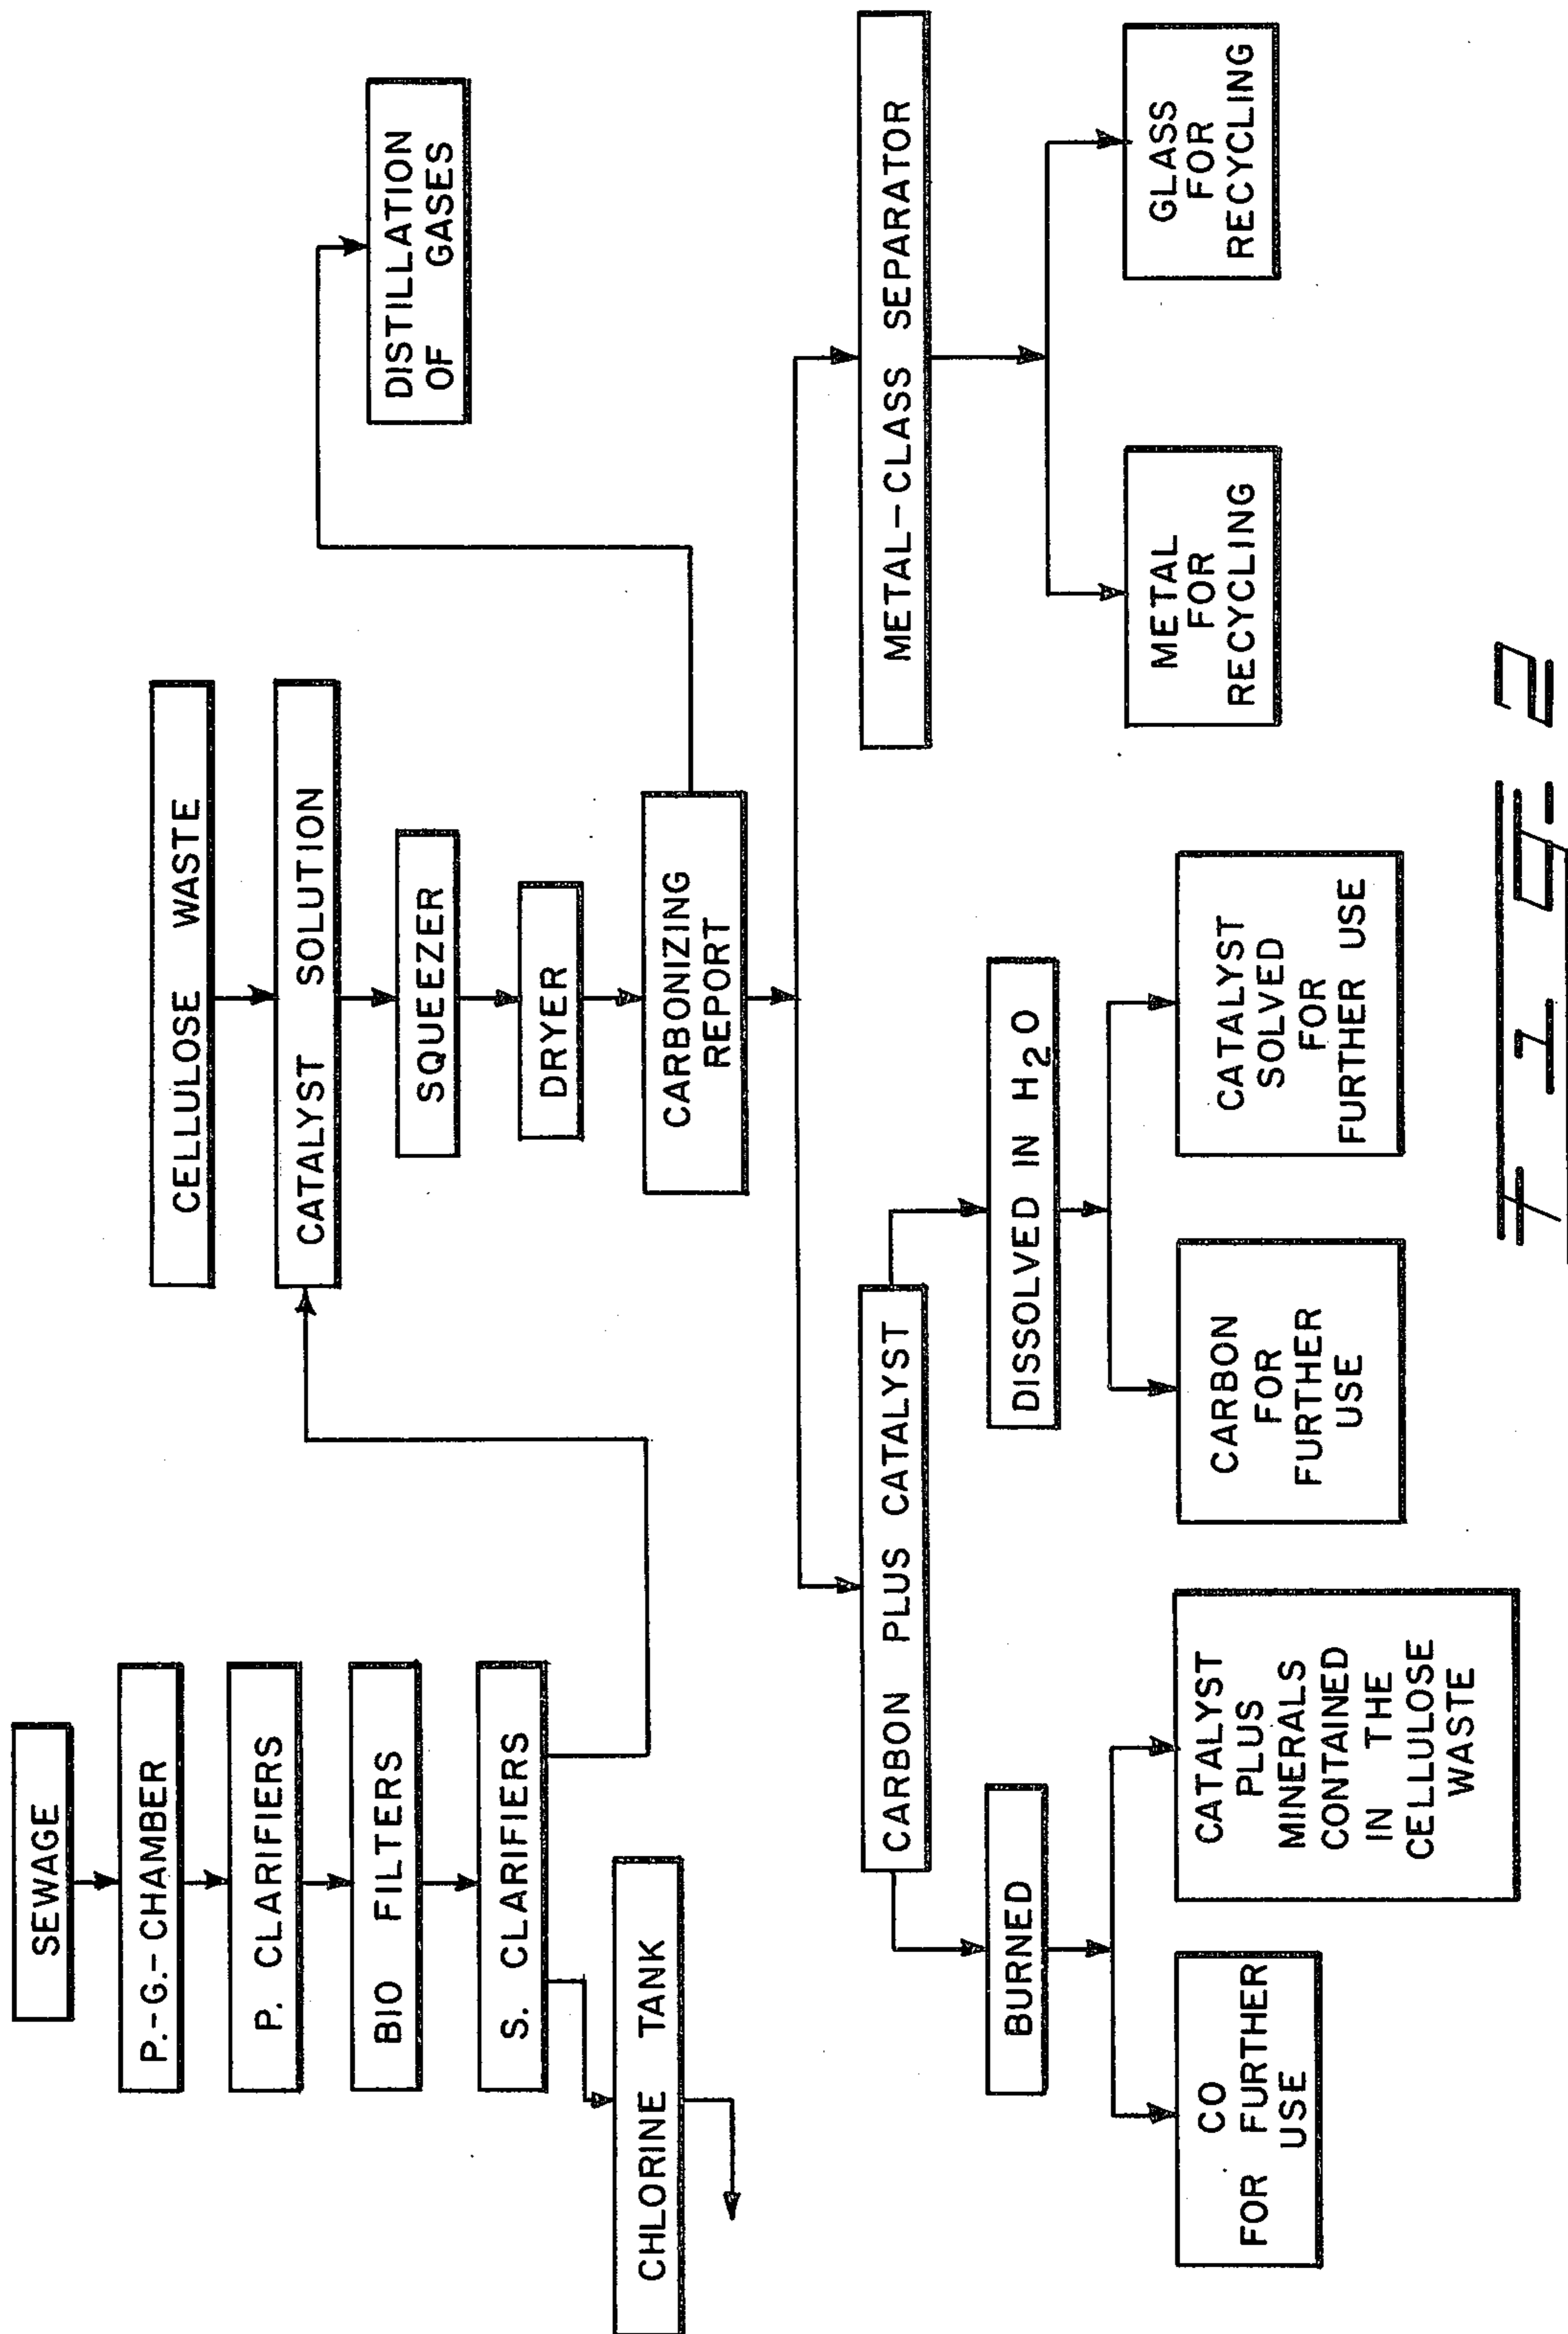 SEWAGE
P.-G.-CHAMBER
P. CLARIFIERS
BIO FILTERS
S. CLARIFIERS
CHLORINE TANK
CELLULOSE WASTE
CATALYST SOLUTION
SQUEEZER
DRYER
CARBONIZING
REPORT
DISTILLATION
OF GASES
CARBON PLUS CATALYST
METAL-CLASS SEPARATOR
BURNED
DISSOLVED IN H₂O
CO
FOR FURTHER
USE
CATALYST
PLUS
MINERALS
CONTAINED
IN THE
CELLULOSE
WASTE
CARBON
FOR
FURTHER
USE
CATALYST
SOLVED
FOR
FURTHER USE
METAL
FOR
RECYCLING
GLASS
FOR
RECYCLING
FIG. 2